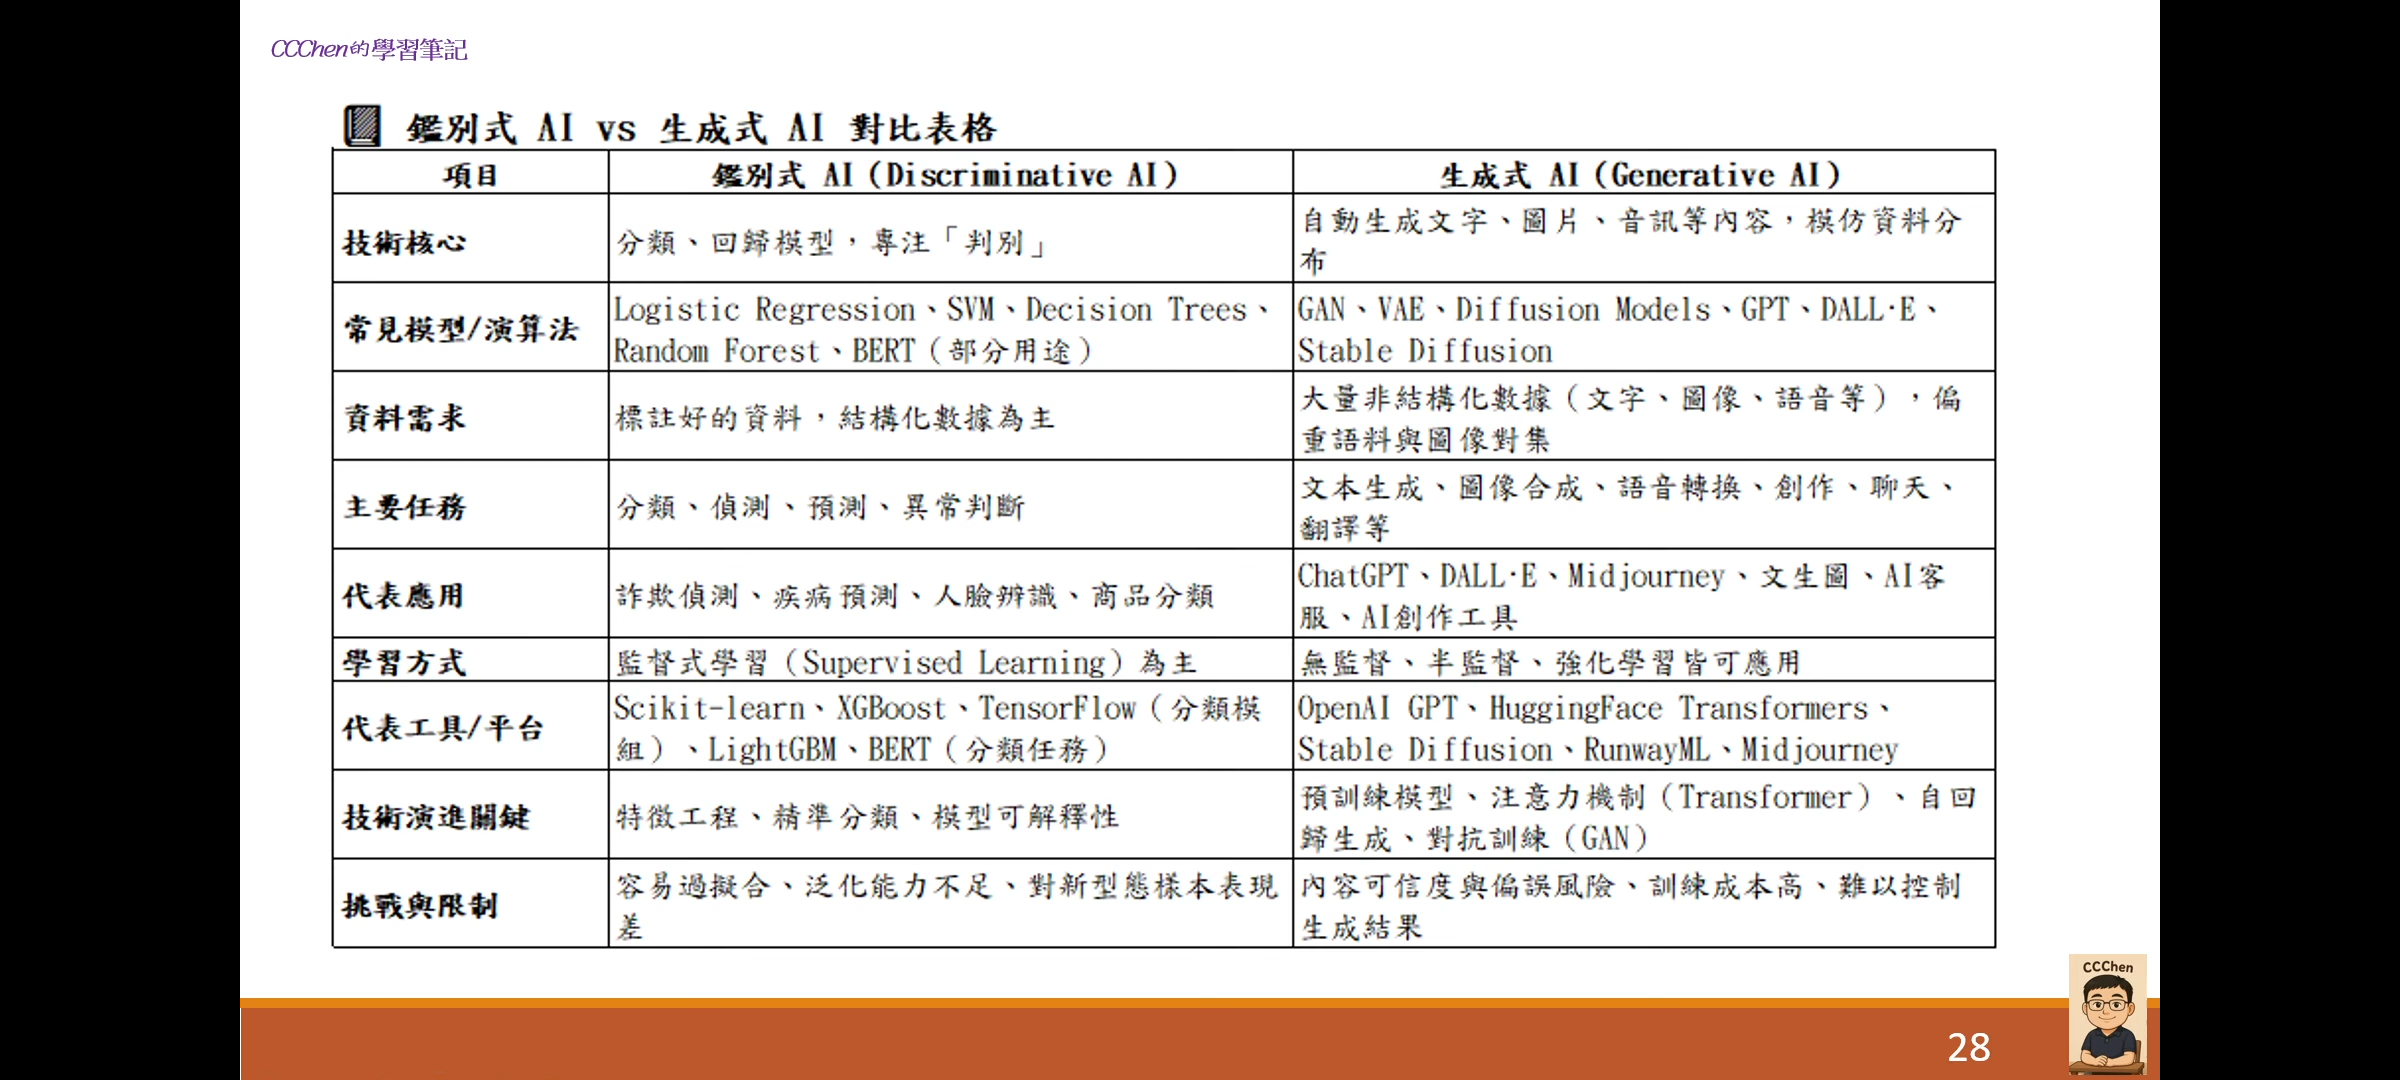 CCChen的學習筆記
鑑別式 AI vs 生成式 AI 對比表格
項目
鑑別式 AI（Discriminative AI）
生成式 AI（Generative AI）
技術核心
分類、回歸模型，專注「判別」
自動生成文字、圖片、音訊等內容，模仿資料分
布
常見模型/演算法
Logistic Regression、SVM、Decision Trees、
Random Forest、BERT（部分用途）
GAN、VAE、Diffusion Models、GPT、DALL·E、
Stable Diffusion
資料需求
標註好的資料，結構化數據為主
大量非結構化數據（文字、圖像、語音等），偏
重語料與圖像對集
主要任務
分類、偵測、預測、異常判斷
文本生成、圖像合成、語音轉換、創作、聊天、
翻譯等
代表應用
詐欺偵測、疾病預測、人臉辨識、商品分類
ChatGPT、DALL·E、Midjourney、文生圖、AI客
服、AI創作工具
學習方式
監督式學習（Supervised Learning）為主
無監督、半監督、強化學習皆可應用
代表工具/平台
Scikit-learn、XGBoost、TensorFlow（分類模
組）、LightGBM、BERT（分類任務）
OpenAI GPT、HuggingFace Transformers、
Stable Diffusion、RunwayML、Midjourney
技術演進關鍵
特徵工程、精準分類、模型可解釋性
預訓練模型、注意力機制（Transformer）、自回
歸生成、對抗訓練（GAN）
挑戰與限制
容易過擬合、泛化能力不足、對新型態樣本表現
差
內容可信度與偏誤風險、訓練成本高、難以控制
生成結果
CCChen
28